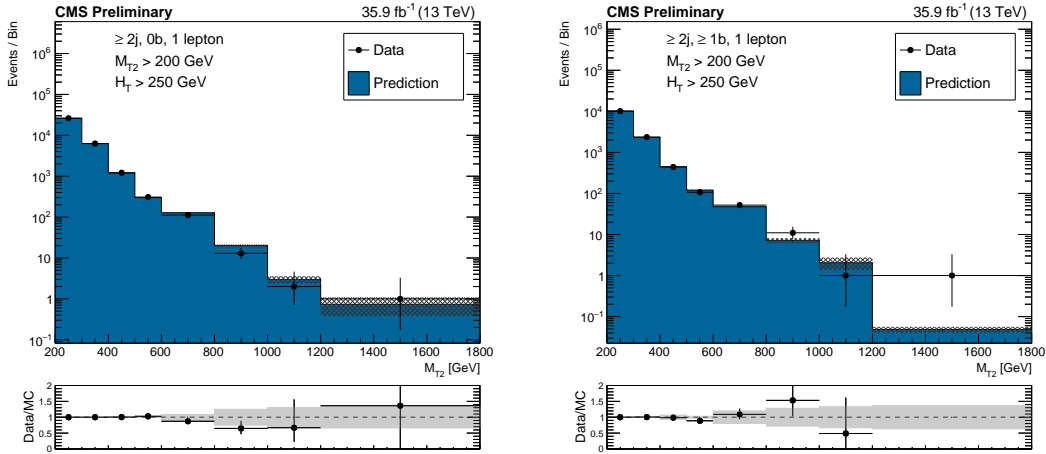 CMS Preliminary 35.9 fb⁻¹ (13 TeV)
Events / Bin
10⁶
10⁵
10⁴
10³
10²
10
1
10⁻¹
≥ 2j, 0b, 1 lepton
M_T2 > 200 GeV
H_T > 250 GeV
Data
Prediction
200 400 600 800 1000 1200 1400 1600 1800
M_T2 [GeV]
Data/MC
2
1.5
1
0.5
0
CMS Preliminary 35.9 fb⁻¹ (13 TeV)
Events / Bin
10⁶
10⁵
10⁴
10³
10²
10
1
10⁻¹
≥ 2j, ≥ 1b, 1 lepton
M_T2 > 200 GeV
H_T > 250 GeV
Data
Prediction
200 400 600 800 1000 1200 1400 1600 1800
M_T2 [GeV]
Data/MC
2
1.5
1
0.5
0